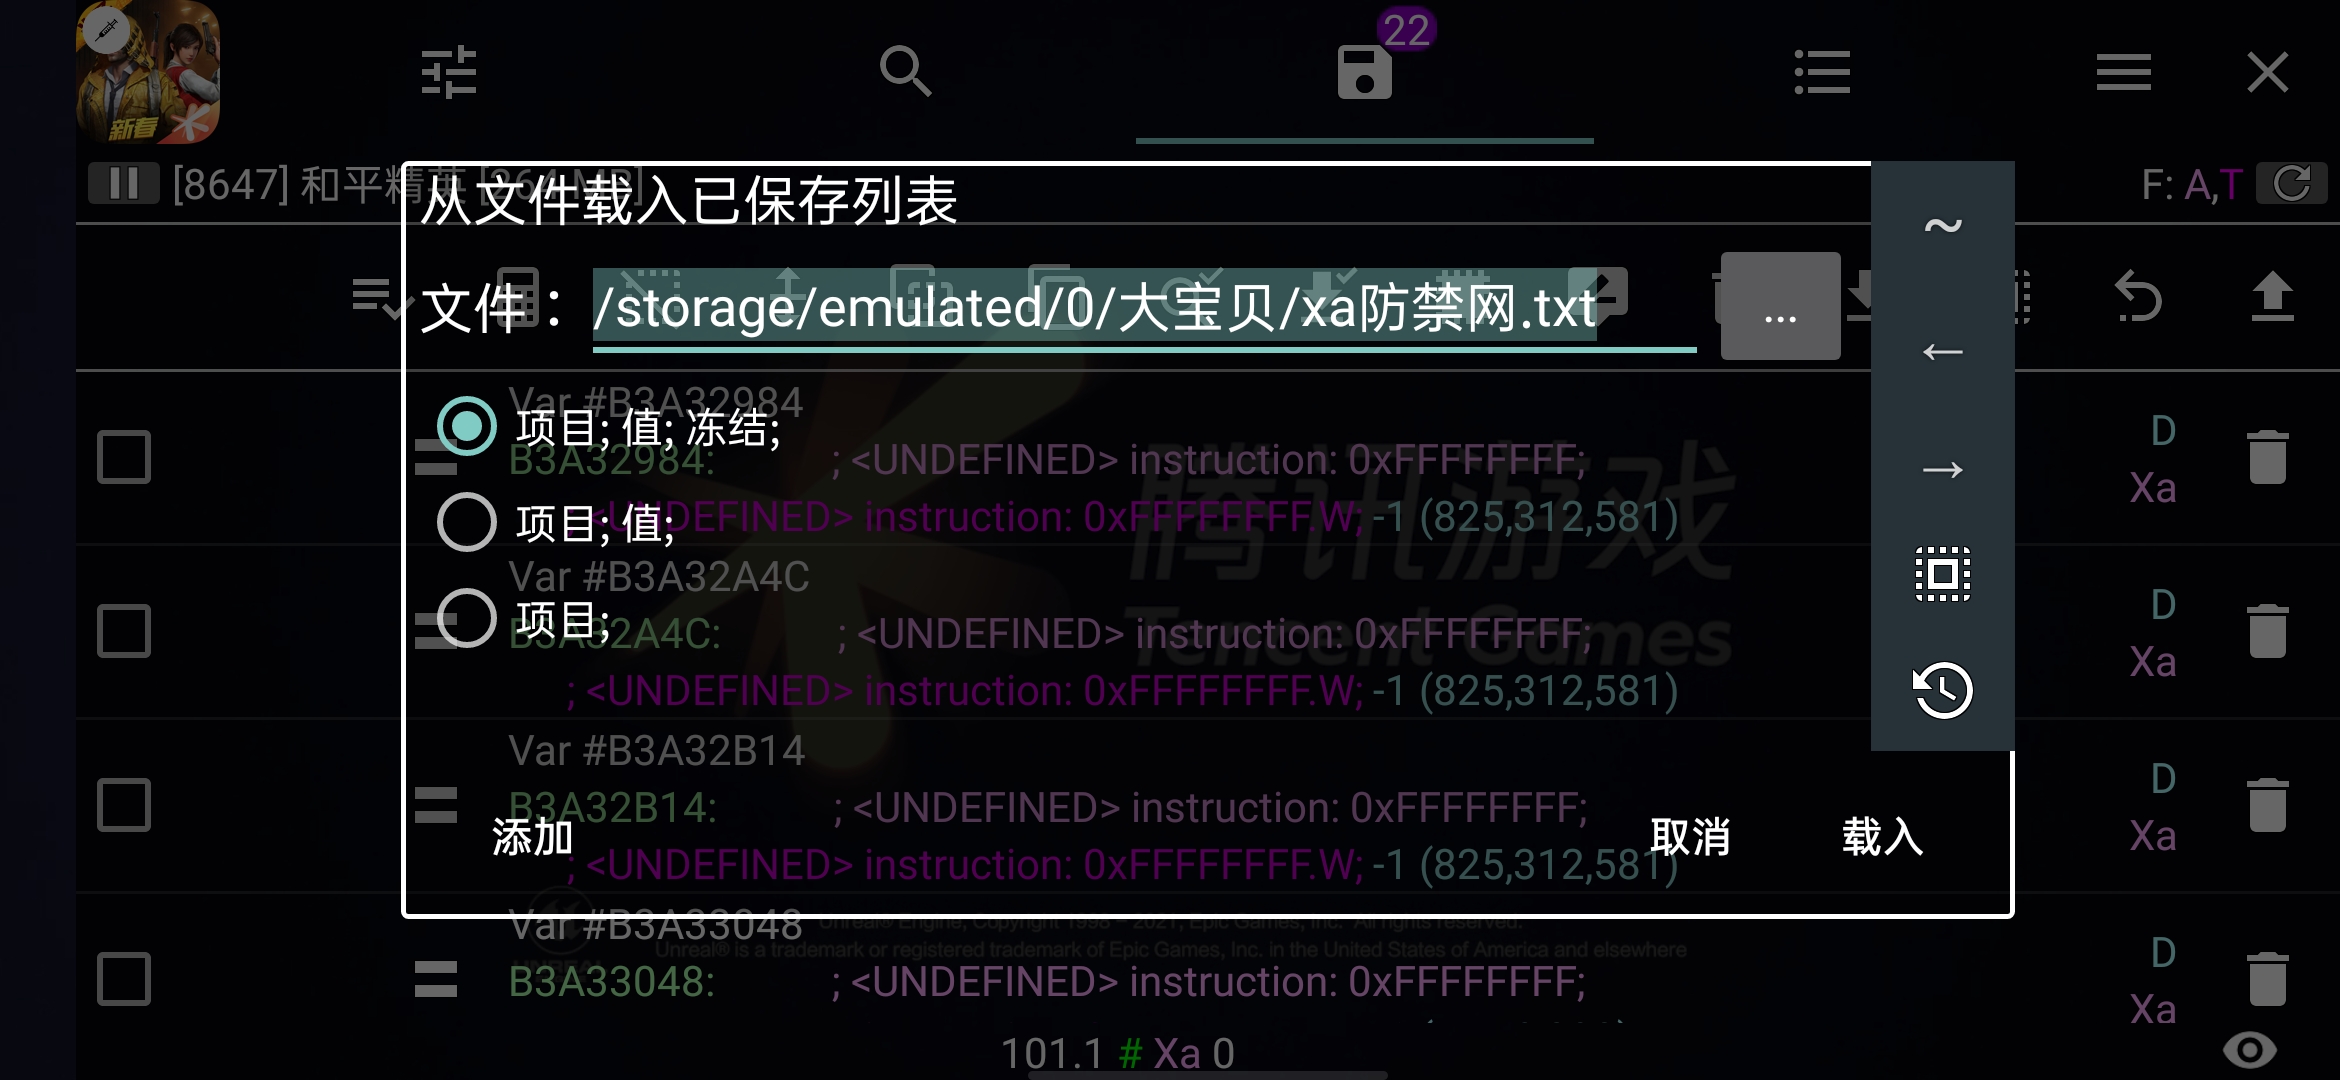 新春
22
[8647] 和平精英 [264 MB]
F: A,T
从文件载入已保存列表
文件： /storage/emulated/0/大宝贝/xa防禁网.txt
...
~
←
→
Var #B3A32984
项目; 值; 冻结;
B3A32984: ; <UNDEFINED> instruction: 0xFFFFFFFF;
<UNDEFINED> instruction: 0xFFFFFFFF.W; -1 (825,312,581)
D
Xa
项目; 值;
Var #B3A32A4C
项目;
B3A32A4C: ; <UNDEFINED> instruction: 0xFFFFFFFF;
; <UNDEFINED> instruction: 0xFFFFFFFF.W; -1 (825,312,581)
D
Xa
腾讯游戏
Tencent Games
Var #B3A32B14
B3A32B14: ; <UNDEFINED> instruction: 0xFFFFFFFF;
; <UNDEFINED> instruction: 0xFFFFFFFF.W; -1 (825,312,581)
D
Xa
添加
取消
载入
Var #B3A33048
Unreal® Engine, Copyright 1998 – 2021, Epic Games, Inc. All rights reserved.
Unreal® is a trademark or registered trademark of Epic Games, Inc. in the United States of America and elsewhere
B3A33048: ; <UNDEFINED> instruction: 0xFFFFFFFF;
D
Xa
101.1 # Xa 0